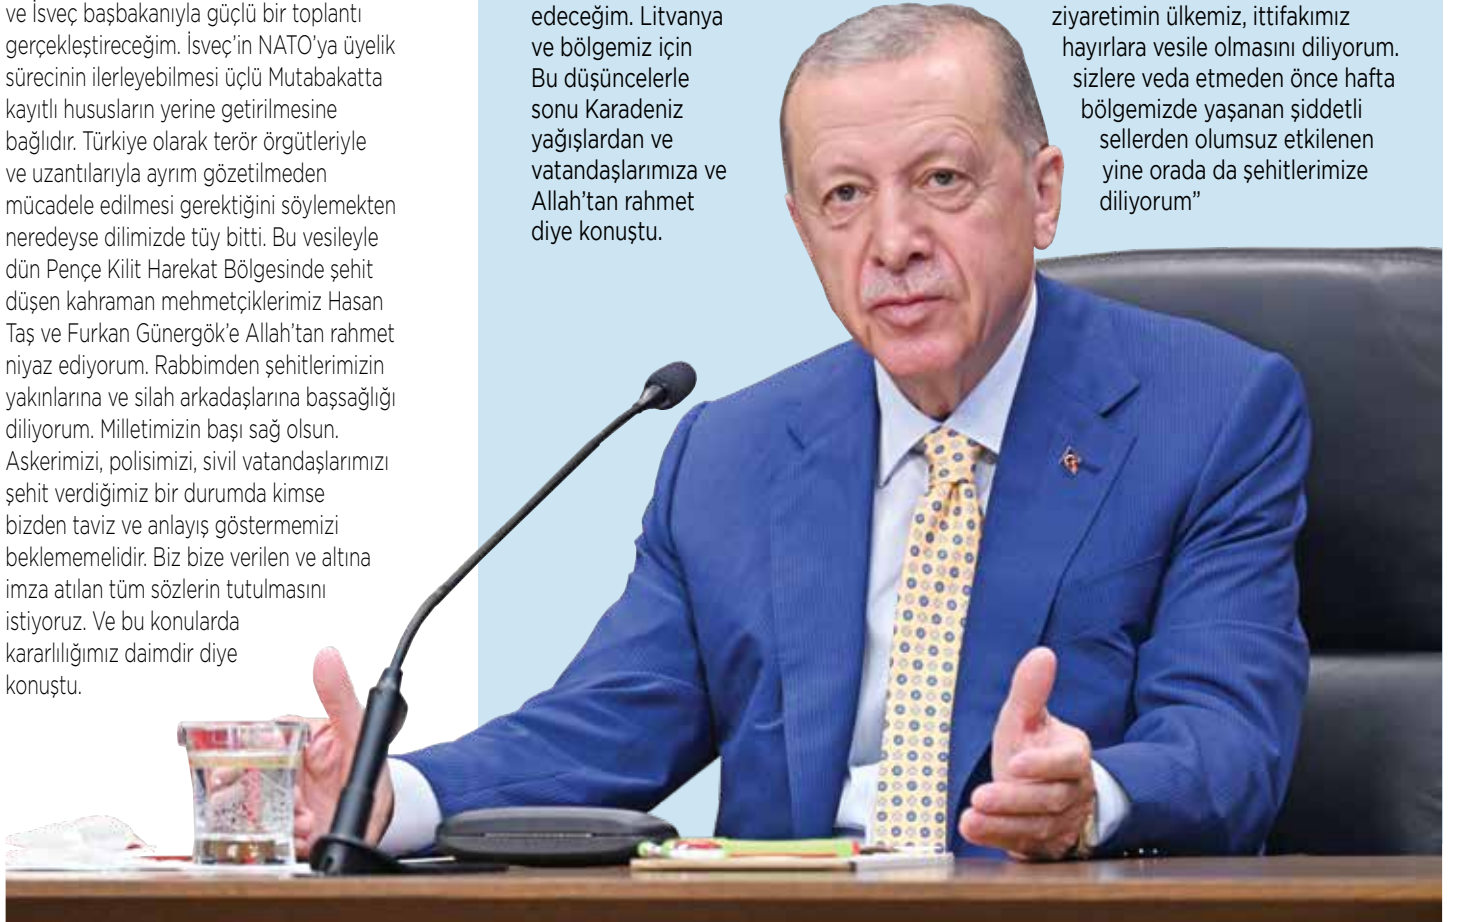 ve İsveç başbakanıyla güçlü bir toplantı
gerçekleştireceğim. İsveç’in NATO’ya üyelik
sürecinin ilerleyebilmesi üçlü Mutabakatta
kayıtlı hususların yerine getirilmesine
bağlıdır. Türkiye olarak terör örgütleriyle
ve uzantılarıyla ayrım gözetilmeden
mücadele edilmesi gerektiğini söylemekten
neredeyse dilimizde tüy bitti. Bu vesileyle
dün Pençe Kilit Harekat Bölgesinde şehit
düşen kahraman mehmetçiklerimiz Hasan
Taş ve Furkan Günergök’e Allah’tan rahmet
niyaz ediyorum. Rabbimden şehitlerimizin
yakınlarına ve silah arkadaşlarına başsağlığı
diliyorum. Milletimizin başı sağ olsun.
Askerimizi, polisimizi, sivil vatandaşlarımızı
şehit verdiğimiz bir durumda kimse
bizden taviz ve anlayış göstermemizi
beklememelidir. Biz bize verilen ve altına
imza atılan tüm sözlerin tutulmasını
istiyoruz. Ve bu konularda
kararlılığımız daimdir diye
konuştu.
edeceğim. Litvanya ziyaretimin ülkemiz, ittifakımız
ve bölgemiz için hayırlara vesile olmasını diliyorum.
Bu düşüncelerle sizlere veda etmeden önce hafta
sonu Karadeniz bölgemizde yaşanan şiddetli
yağışlardan ve sellerden olumsuz etkilenen
vatandaşlarımıza ve yine orada da şehitlerimize
Allah’tan rahmet diliyorum”
diye konuştu.